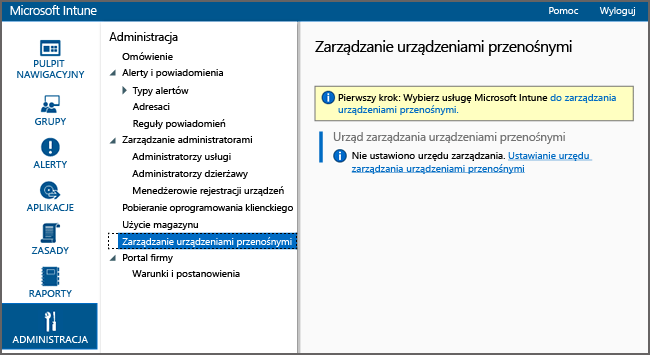 Microsoft Intune
Pomoc
Wyloguj
PULPIT
NAWIGACYJNY
GRUPY
ALERTY
APLIKACJE
ZASADY
RAPORTY
ADMINISTRACJA
Administracja
Omówienie
Alerty i powiadomienia
Typy alertów
Adresaci
Reguły powiadomień
Zarządzanie administratorami
Administratorzy usługi
Administratorzy dzierżawy
Menedżerowie rejestracji urządzeń
Pobieranie oprogramowania klienckiego
Użycie magazynu
Zarządzanie urządzeniami przenośnymi
Portal firmy
Warunki i postanowienia
Zarządzanie urządzeniami przenośnymi
Pierwszy krok: Wybierz usługę Microsoft Intune do zarządzania
urządzeniami przenośnymi.
Urząd zarządzania urządzeniami przenośnymi
Nie ustawiono urzędu zarządzania. Ustawianie urzędu
zarządzania urządzeniami przenośnymi